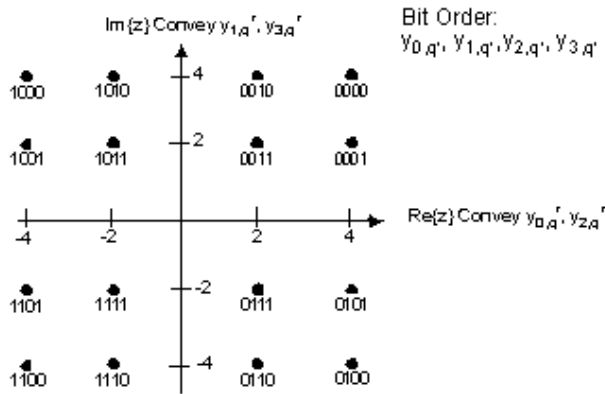 Im{z} Convey y1,q', y3,q'
Bit Order:
y0,q', y1,q', y2,q', y3,q'
4
1000 1010 0010 0000
2
1001 1011 0011 0001
Re{z} Convey y0,q', y2,q'
-4 -2 2 4
-2
1101 1111 0111 0101
-4
1100 1110 0110 0100